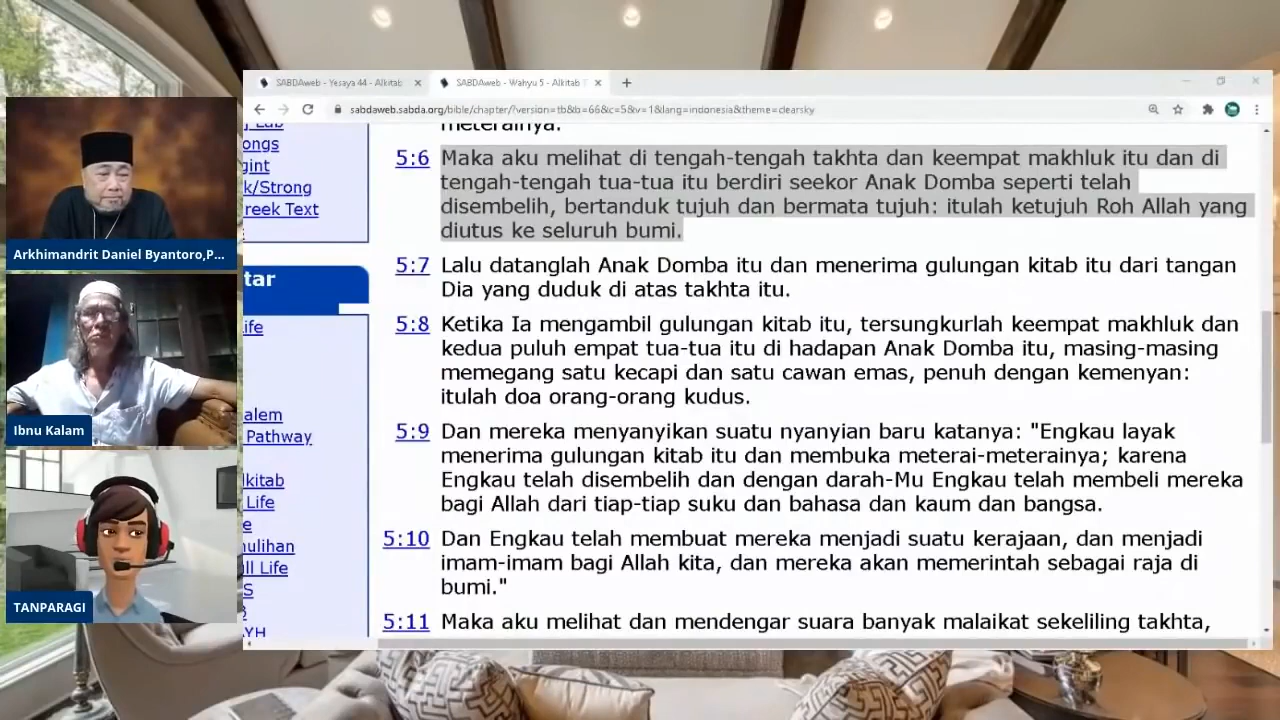 SABDAweb - Yesaya 44 - Alkitab
SABDAweb - Wahyu 5 - Alkitab T
sabdaweb.sabda.org/bible/chapter/?version=tb&b=66&c=5&v=1&lang=indonesia&theme=clearsky
ongs
gint
k/Strong
reek Text
tar
ife
alem
Pathway
lkitab
Life
e
nulihan
ull Life
S
YH
meterainya.
5:6 Maka aku melihat di tengah-tengah takhta dan keempat makhluk itu dan di
tengah-tengah tua-tua itu berdiri seekor Anak Domba seperti telah
disembelih, bertanduk tujuh dan bermata tujuh: itulah ketujuh Roh Allah yang
diutus ke seluruh bumi.
5:7 Lalu datanglah Anak Domba itu dan menerima gulungan kitab itu dari tangan
Dia yang duduk di atas takhta itu.
5:8 Ketika Ia mengambil gulungan kitab itu, tersungkurlah keempat makhluk dan
kedua puluh empat tua-tua itu di hadapan Anak Domba itu, masing-masing
memegang satu kecapi dan satu cawan emas, penuh dengan kemenyan:
itulah doa orang-orang kudus.
5:9 Dan mereka menyanyikan suatu nyanyian baru katanya: "Engkau layak
menerima gulungan kitab itu dan membuka meterai-meterainya; karena
Engkau telah disembelih dan dengan darah-Mu Engkau telah membeli mereka
bagi Allah dari tiap-tiap suku dan bahasa dan kaum dan bangsa.
5:10 Dan Engkau telah membuat mereka menjadi suatu kerajaan, dan menjadi
imam-imam bagi Allah kita, dan mereka akan memerintah sebagai raja di
bumi."
5:11 Maka aku melihat dan mendengar suara banyak malaikat sekeliling takhta,
Arkhimandrit Daniel Byantoro,P...
Ibnu Kalam
TANPARAGI